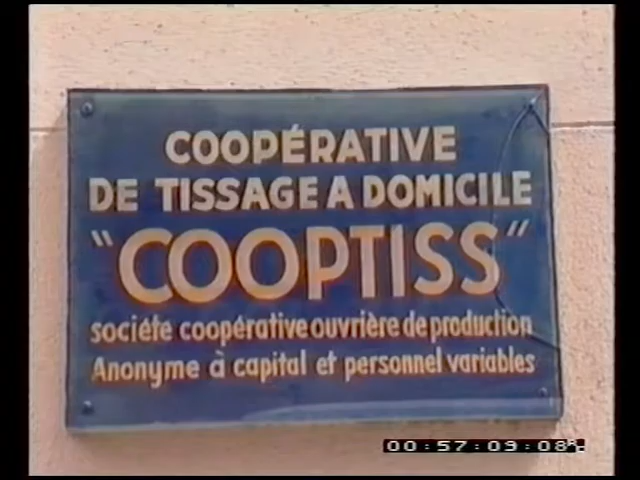 COOPÉRATIVE
DE TISSAGE A DOMICILE
"COOPTISS"
société coopérative ouvrière de production
Anonyme à capital et personnel variables
00:57:09:08